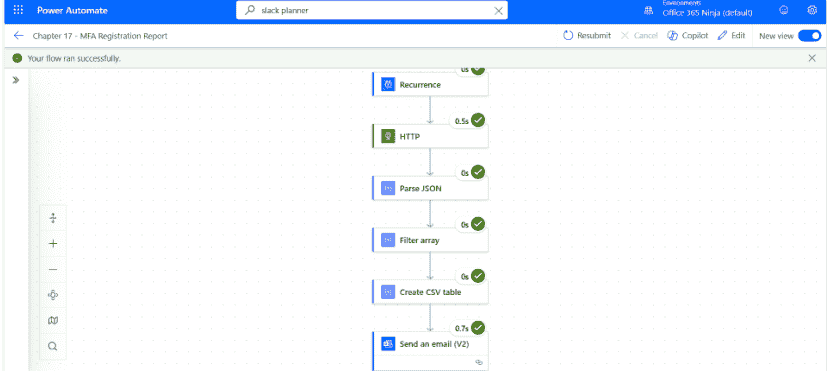 Power Automate
slack planner
Environments
Office 365 Ninja (default)
Chapter 17 - MFA Registration Report
Resubmit
Cancel
Copilot
Edit
New view
Your flow ran successfully.
0s
Recurrence
0.5s
HTTP
0s
Parse JSON
0s
Filter array
0s
Create CSV table
0.7s
Send an email (V2)